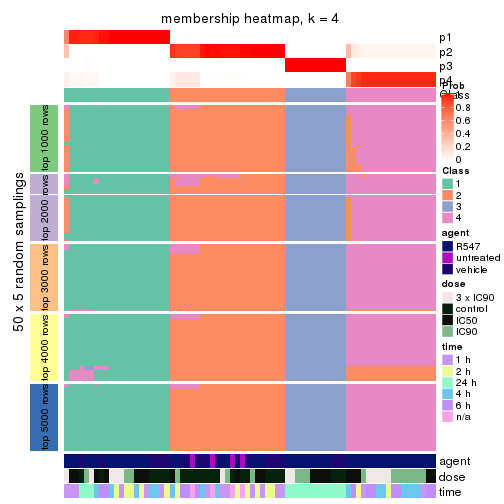 membership heatmap, k = 4
p1
p2
p3
p4
Class
Prob
1
0.8
0.6
0.4
0.2
0
Class
1
2
3
4
agent
R547
untreated
vehicle
dose
3 x IC90
control
IC50
IC90
time
1 h
2 h
24 h
4 h
6 h
n/a
50 x 5 random samplings
top 1000 rows
top 2000 rows
top 3000 rows
top 4000 rows
top 5000 rows
agent
dose
time